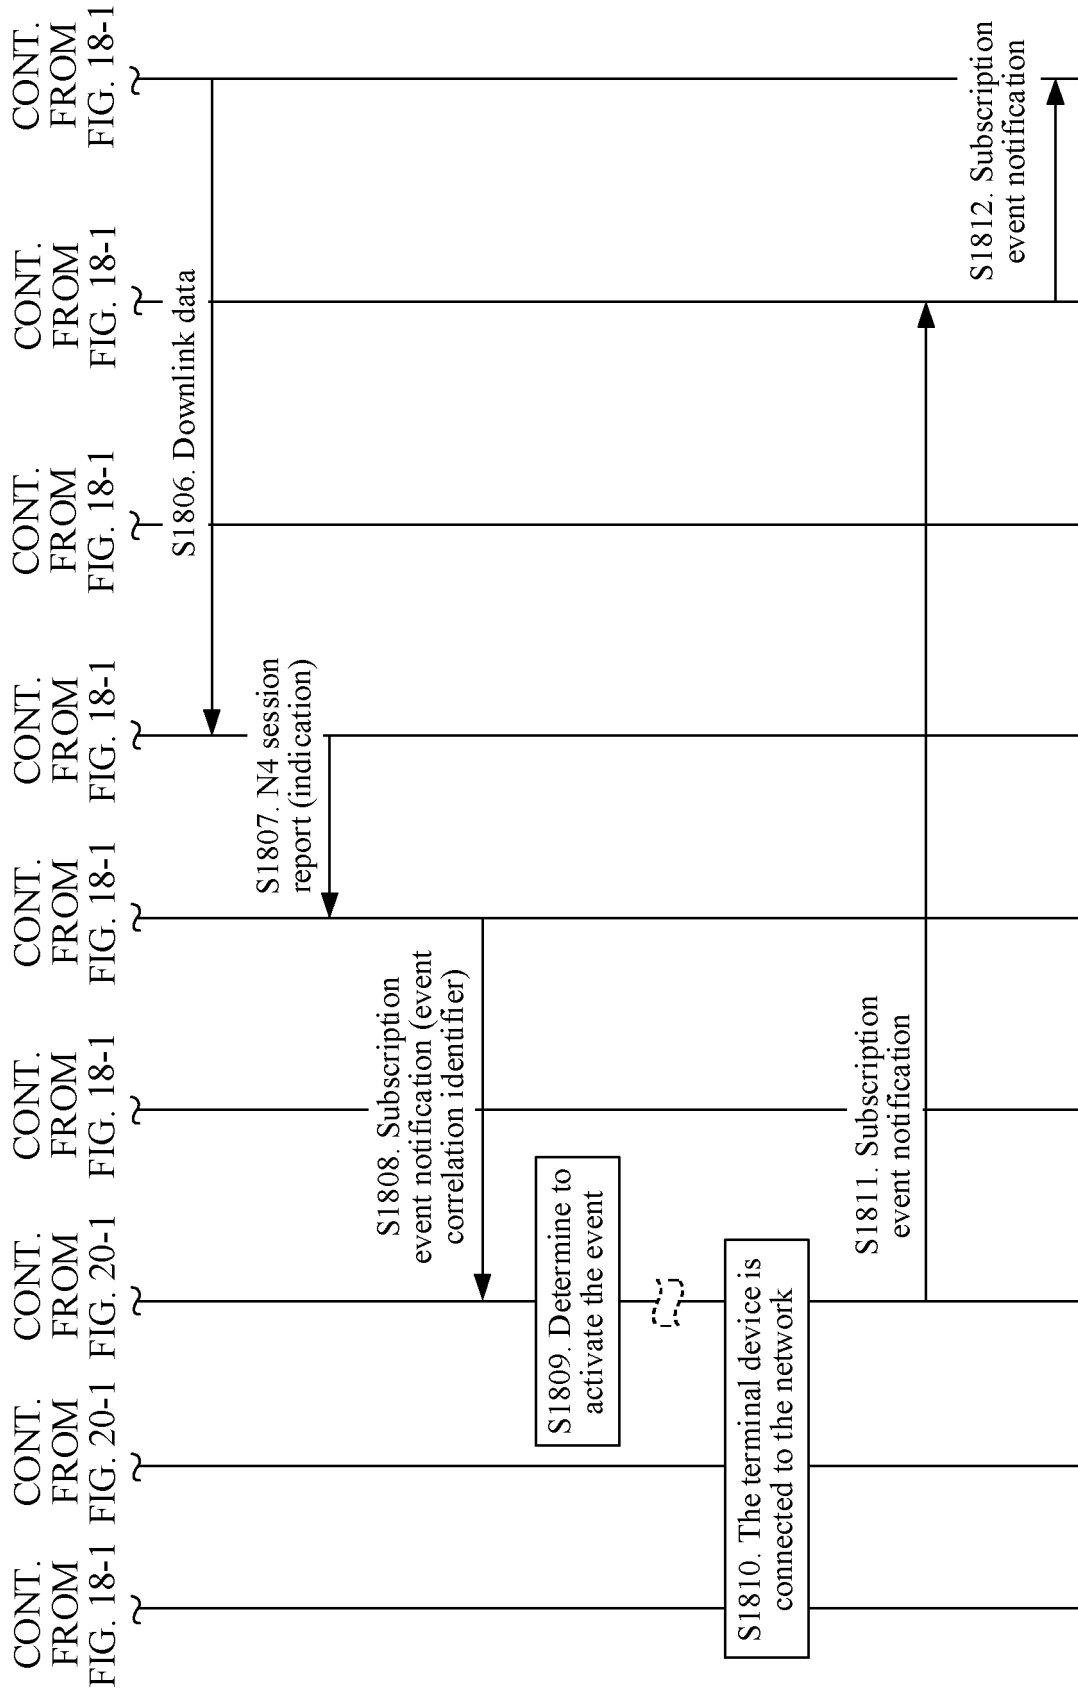 CONT.
FROM
FIG. 18-1
CONT.
FROM
FIG. 20-1
CONT.
FROM
FIG. 20-1
CONT.
FROM
FIG. 18-1
CONT.
FROM
FIG. 18-1
CONT.
FROM
FIG. 18-1
CONT.
FROM
FIG. 18-1
CONT.
FROM
FIG. 18-1
CONT.
FROM
FIG. 18-1
S1806. Downlink data
S1807. N4 session
report (indication)
S1808. Subscription
event notification (event
correlation identifier)
S1809. Determine to
activate the event
S1810. The terminal device is
connected to the network
S1811. Subscription
event notification
S1812. Subscription
event notification